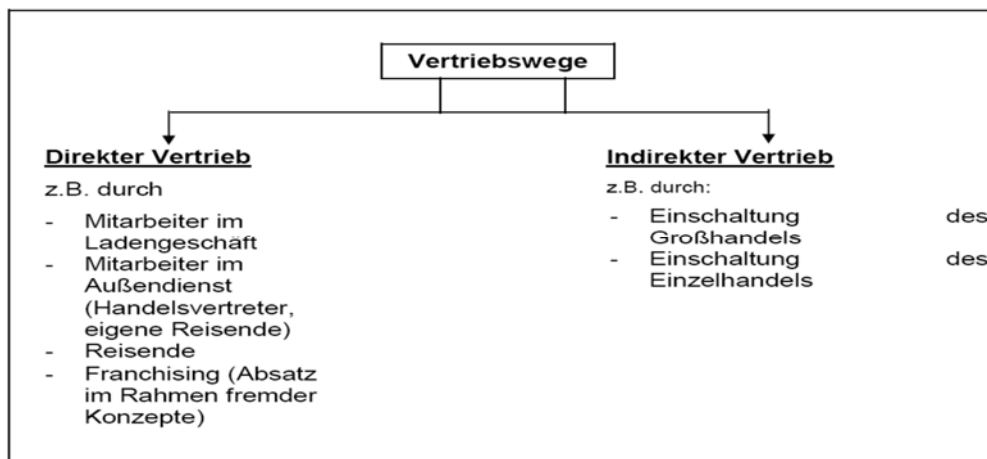 Vertriebswege
Direkter Vertrieb
z.B. durch
- Mitarbeiter im
Ladengeschäft
- Mitarbeiter im
Außendienst
(Handelsvertreter,
eigene Reisende)
- Reisende
- Franchising (Absatz
im Rahmen fremder
Konzepte)
Indirekter Vertrieb
z.B. durch:
- Einschaltung des
Großhandels
- Einschaltung des
Einzelhandels